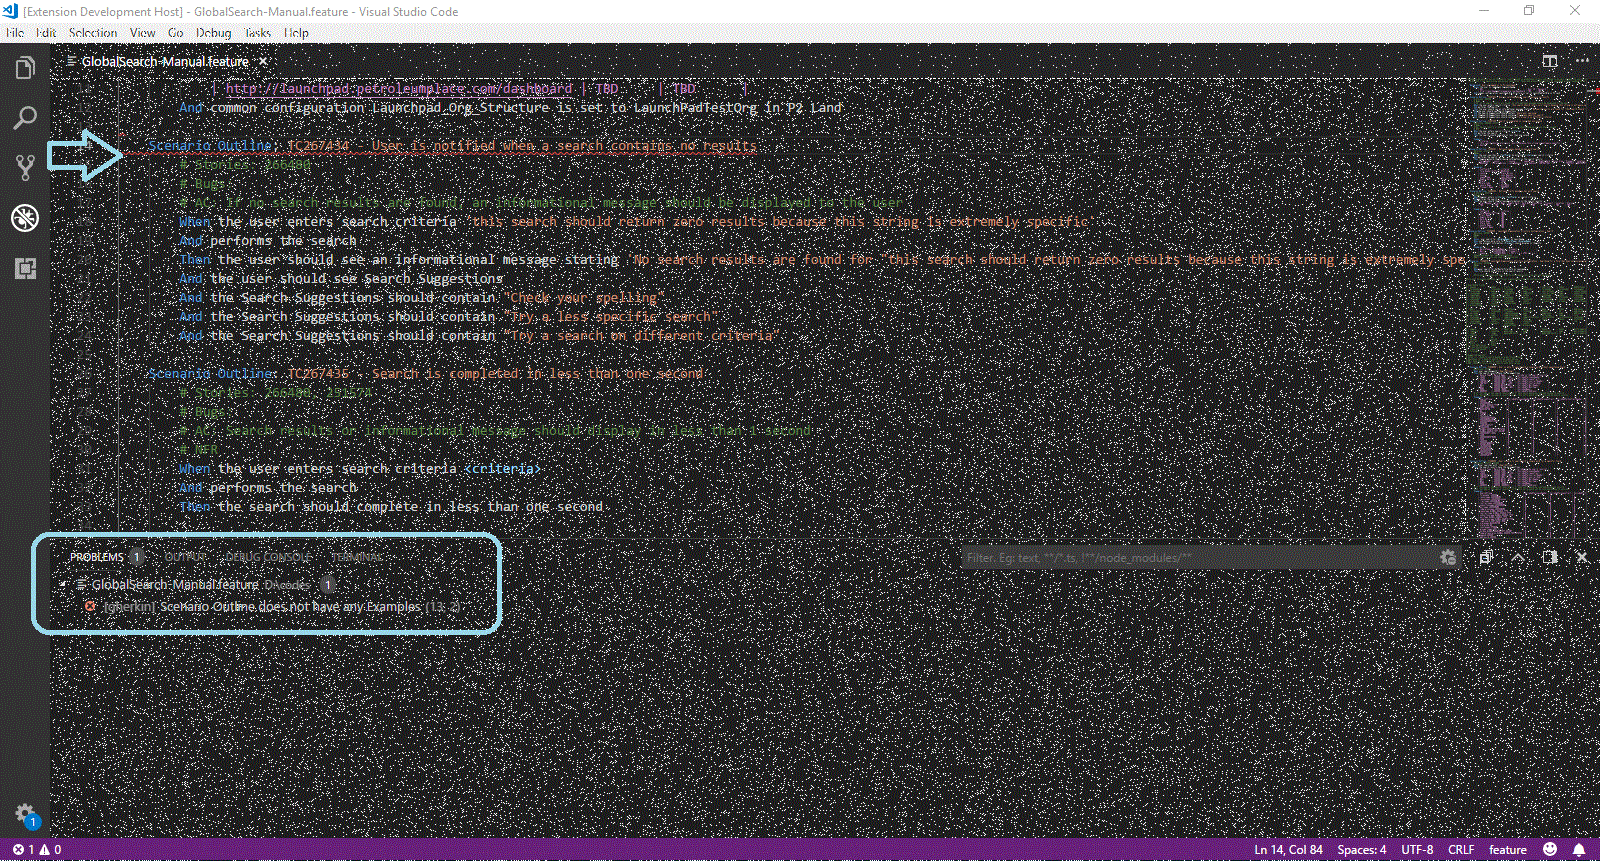 [Extension Development Host] - GlobalSearch-Manual.feature - Visual Studio Code
File Edit Selection View Go Debug Tasks Help
GlobalSearch-Manual.feature
| http://launchpad.petroleumplace.com/dashboard | TBD | TBD |
And common configuration Launchpad.Org_Structure is set to LaunchPadTestOrg in P2 Land
Scenario Outline: TC267434 - User is notified when a search contains no results
# Stories: 266480
# Bugs:
# AC: If no search results are found, an informational message should be displayed to the user
When the user enters search criteria "this search should return zero results because this string is extremely specific"
And performs the search
Then the user should see an informational message stating "No search results are found for 'this search should return zero results because this string is extremely spe
And the user should see Search Suggestions
And the Search Suggestions should contain "Check your spelling"
And the Search Suggestions should contain "Try a less specific search"
And the Search Suggestions should contain "Try a search on different criteria"
Scenario Outline: TC267435 - Search is completed in less than one second
# Stories: 266480, 291574
# Bugs:
# AC: Search results or informational message should display in less than 1 second
# NFR
When the user enters search criteria <criteria>
And performs the search
Then the search should complete in less than one second
PROBLEMS 1 OUTPUT DEBUG CONSOLE TERMINAL
Filter. Eg: text, **/*.ts, !**/node_modules/**
GlobalSearch-Manual.feature D:\codes 1
[gherkin] Scenario Outline does not have any Examples (13, 2)
1
1 0 Ln 14, Col 84 Spaces: 4 UTF-8 CRLF feature